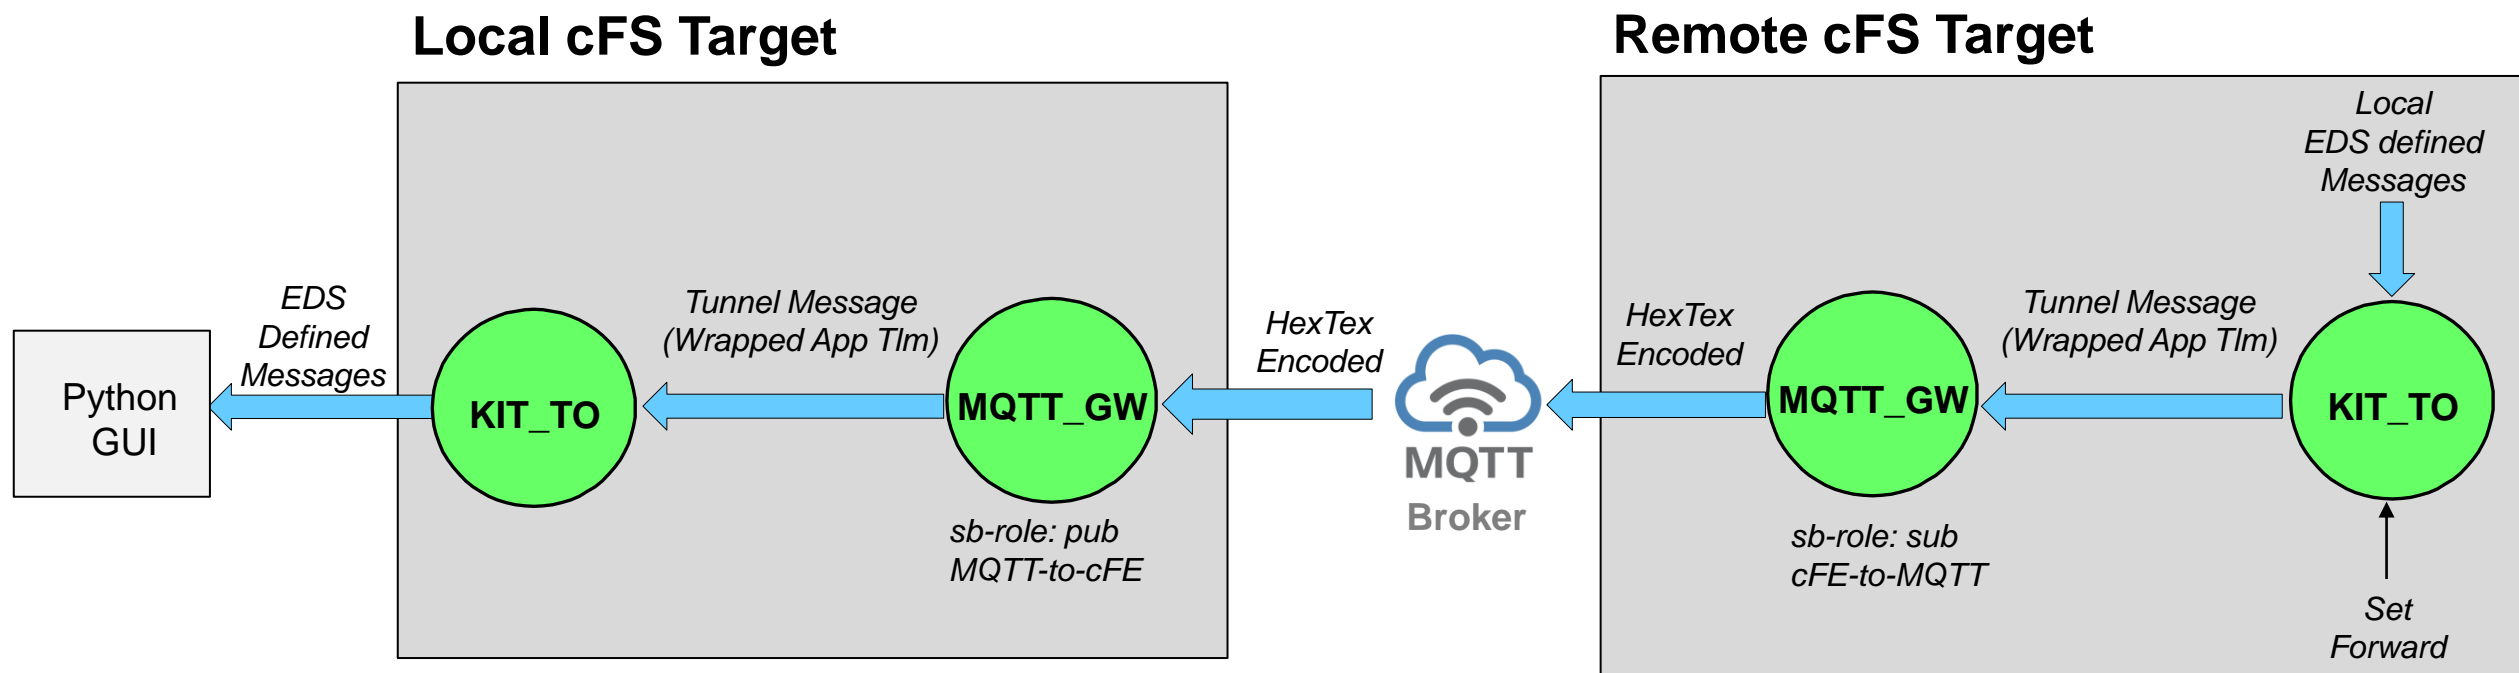 Local cFS Target
Remote cFS Target
Python
GUI
EDS
Defined
Messages
KIT_TO
Tunnel Message
(Wrapped App Tlm)
MQTT_GW
sb-role: pub
MQTT-to-cFE
HexTex
Encoded
MQTT
Broker
HexTex
Encoded
MQTT_GW
sb-role: sub
cFE-to-MQTT
Tunnel Message
(Wrapped App Tlm)
Local
EDS defined
Messages
KIT_TO
Set
Forward